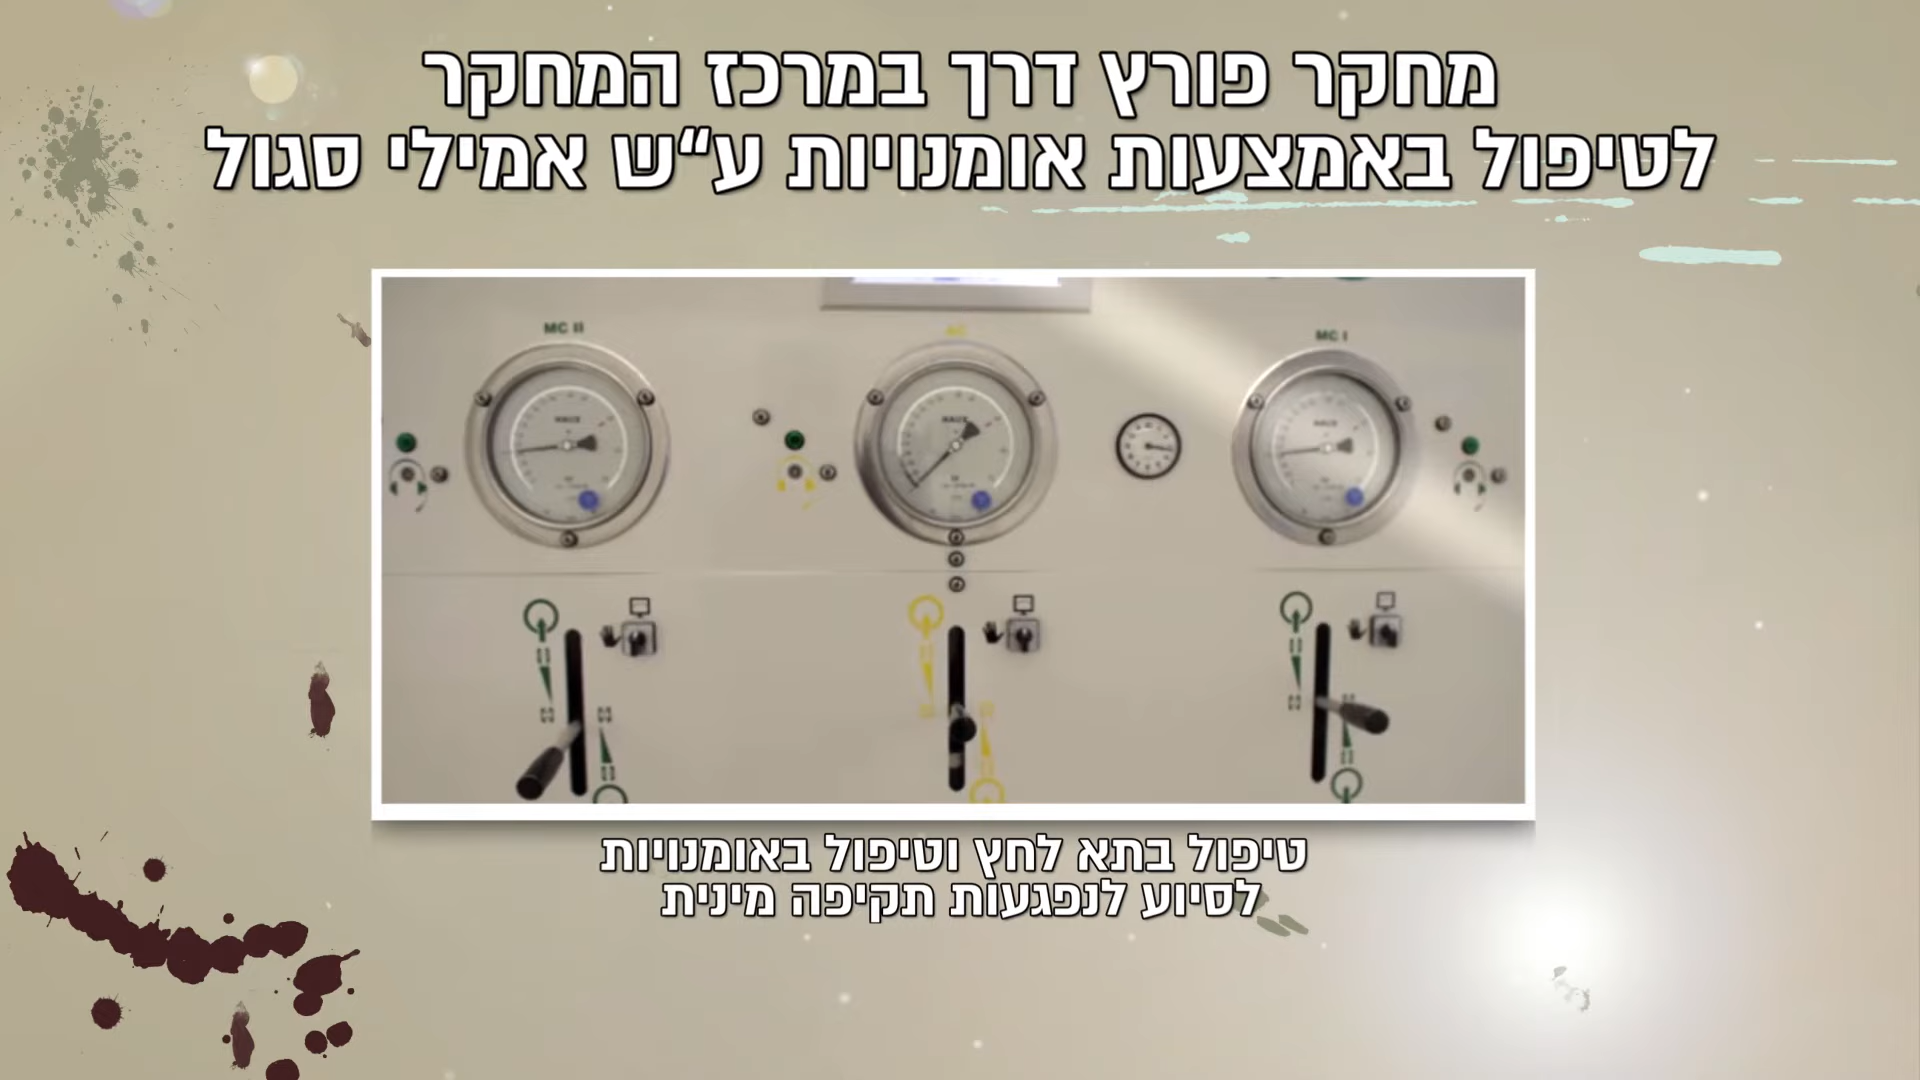 מחקר פורץ דרך במרכז המחקר
לטיפול באמצעות אומנויות ע“ש אמילי סגול
MC II
MC I
HAUX
טיפול בתא לחץ וטיפול באומנויות
לסיוע לנפגעות תקיפה מינית